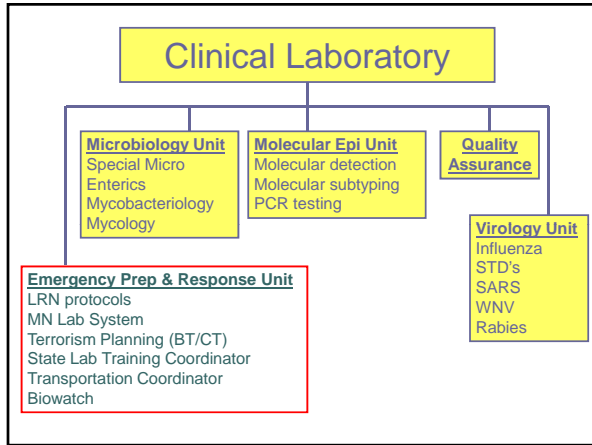 Clinical Laboratory
Microbiology Unit
Special Micro
Enterics
Mycobacteriology
Mycology
Molecular Epi Unit
Molecular detection
Molecular subtyping
PCR testing
Quality
Assurance
Virology Unit
Influenza
STD's
SARS
WNV
Rabies
Emergency Prep & Response Unit
LRN protocols
MN Lab System
Terrorism Planning (BT/CT)
State Lab Training Coordinator
Transportation Coordinator
Biowatch